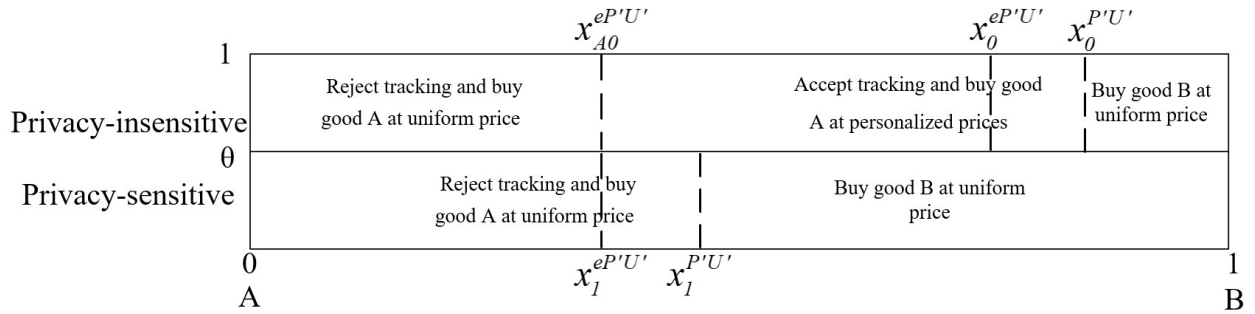 x_{A0}^{eP'U'} x_0^{eP'U'} x_0^{P'U'}
1
Reject tracking and buy
good A at uniform price
Accept tracking and buy good
A at personalized prices
Buy good B at
uniform price
Privacy-insensitive
θ
Privacy-sensitive
Reject tracking and buy
good A at uniform price
Buy good B at uniform
price
0 x_1^{eP'U'} x_1^{P'U'} 1
A B